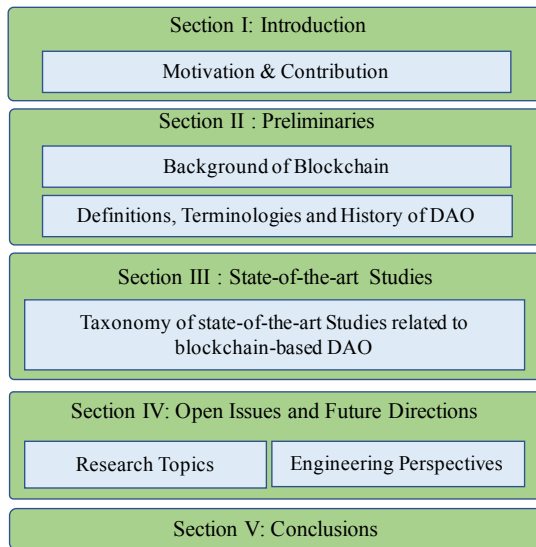 Section I: Introduction
Motivation & Contribution
Section II : Preliminaries
Background of Blockchain
Definitions, Terminologies and History of DAO
Section III : State-of-the-art Studies
Taxonomy of state-of-the-art Studies related to
blockchain-based DAO
Section IV: Open Issues and Future Directions
Research Topics
Engineering Perspectives
Section V: Conclusions